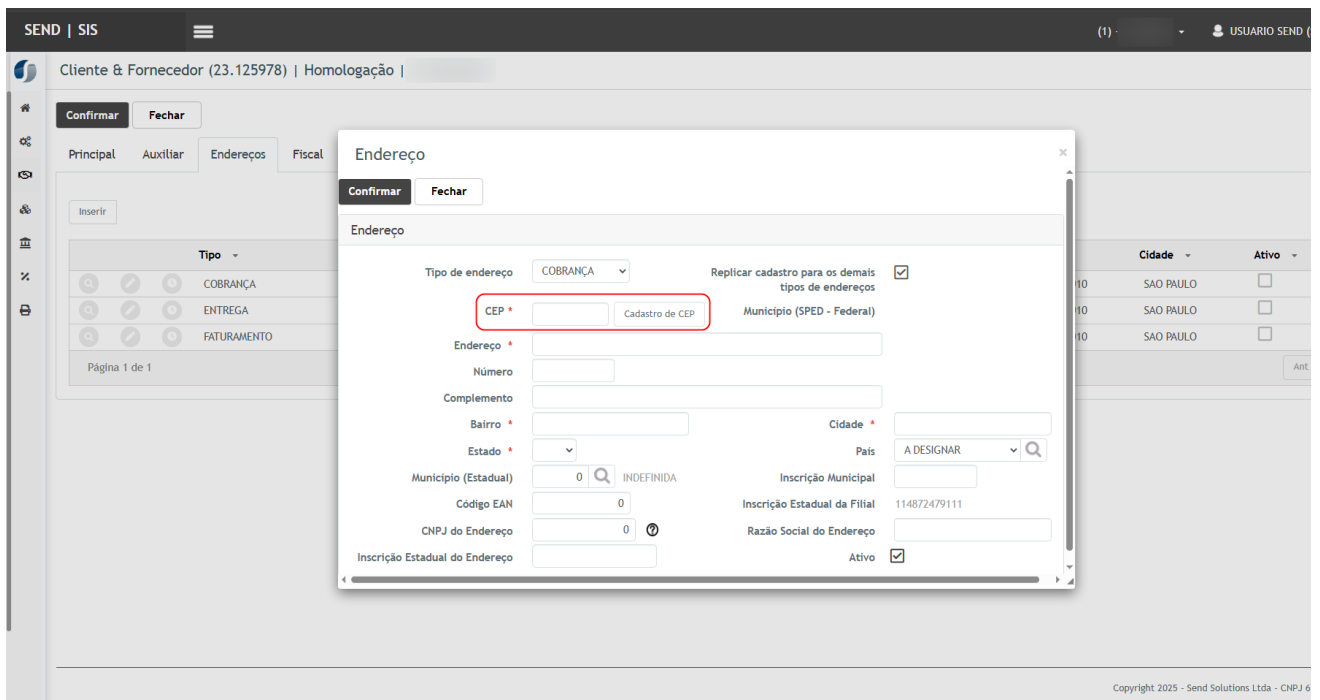 SEND | SIS
(1) -
USUARIO SEND (
Cliente & Fornecedor (23.125978) | Homologação |
Confirmar Fechar
Principal Auxiliar Endereços Fiscal
Inserir
Tipo Cidade Ativo
COBRANÇA 010 SAO PAULO
ENTREGA 10 SAO PAULO
FATURAMENTO 10 SAO PAULO
Página 1 de 1 Ant
Endereço ×
Confirmar Fechar
Endereço
Tipo de endereço COBRANÇA Replicar cadastro para os demais
tipos de endereços
CEP * Cadastro de CEP Município (SPED - Federal)
Endereço *
Número
Complemento
Bairro * Cidade *
Estado * País A DESIGNAR
Município (Estadual) 0 INDEFINIDA Inscrição Municipal
Código EAN 0 Inscrição Estadual da Filial 114872479111
CNPJ do Endereço 0 Razão Social do Endereço
Inscrição Estadual do Endereço Ativo
Copyright 2025 - Send Solutions Ltda - CNPJ 6